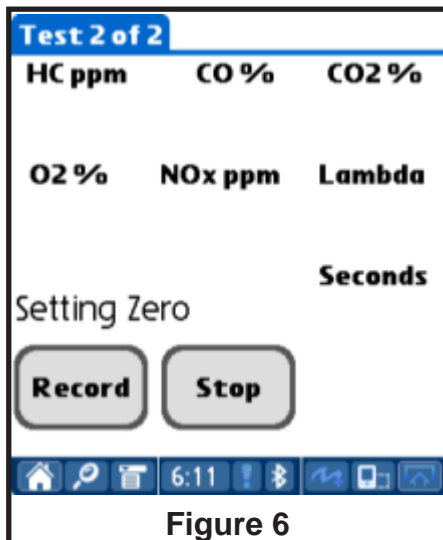 Test 2 of 2
HC ppm CO % CO2 %
O2 % NOx ppm Lambda
Seconds
Setting Zero
Record Stop
6:11
Figure 6